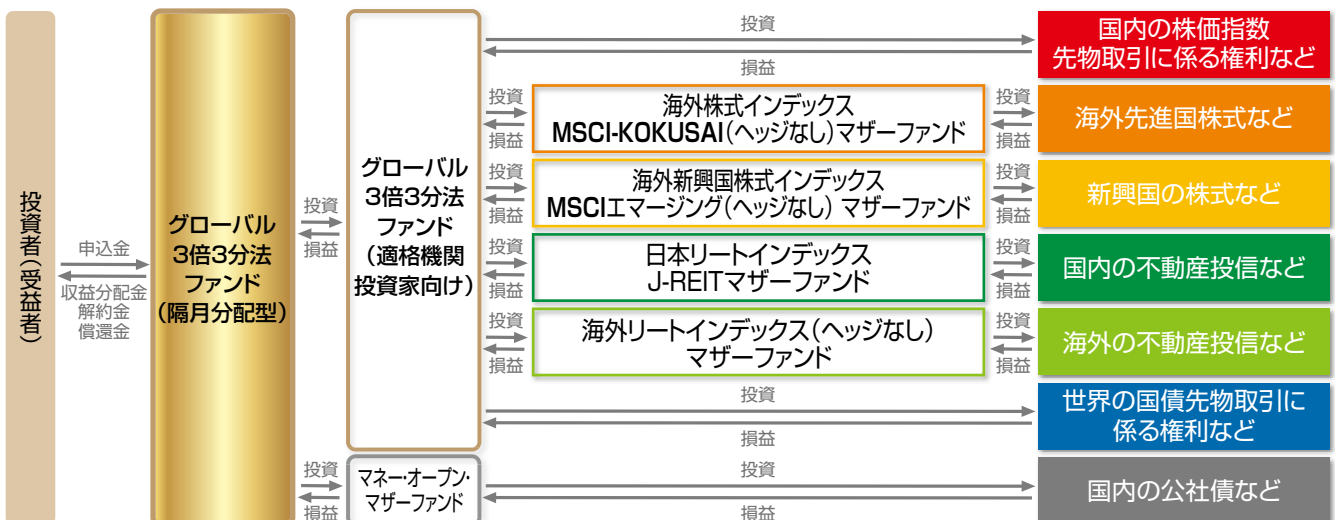 投資者(受益者)
申込金
収益分配金
解約金
償還金
グローバル
3倍3分法
ファンド
(隔月分配型)
投資
損益
グローバル
3倍3分法
ファンド
(適格機関
投資家向け)
投資
損益
国内の株価指数
先物取引に係る権利など
投資
損益
海外株式インデックス
MSCI-KOKUSAI(ヘッジなし)マザーファンド
投資
損益
海外先進国株式など
投資
損益
海外新興国株式インデックス
MSCIエマージング(ヘッジなし) マザーファンド
投資
損益
新興国の株式など
投資
損益
日本リートインデックス
J-REITマザーファンド
投資
損益
国内の不動産投信など
投資
損益
海外リートインデックス(ヘッジなし)
マザーファンド
投資
損益
海外の不動産投信など
投資
損益
世界の国債先物取引に
係る権利など
投資
損益
マネー・オープン・
マザーファンド
投資
損益
国内の公社債など